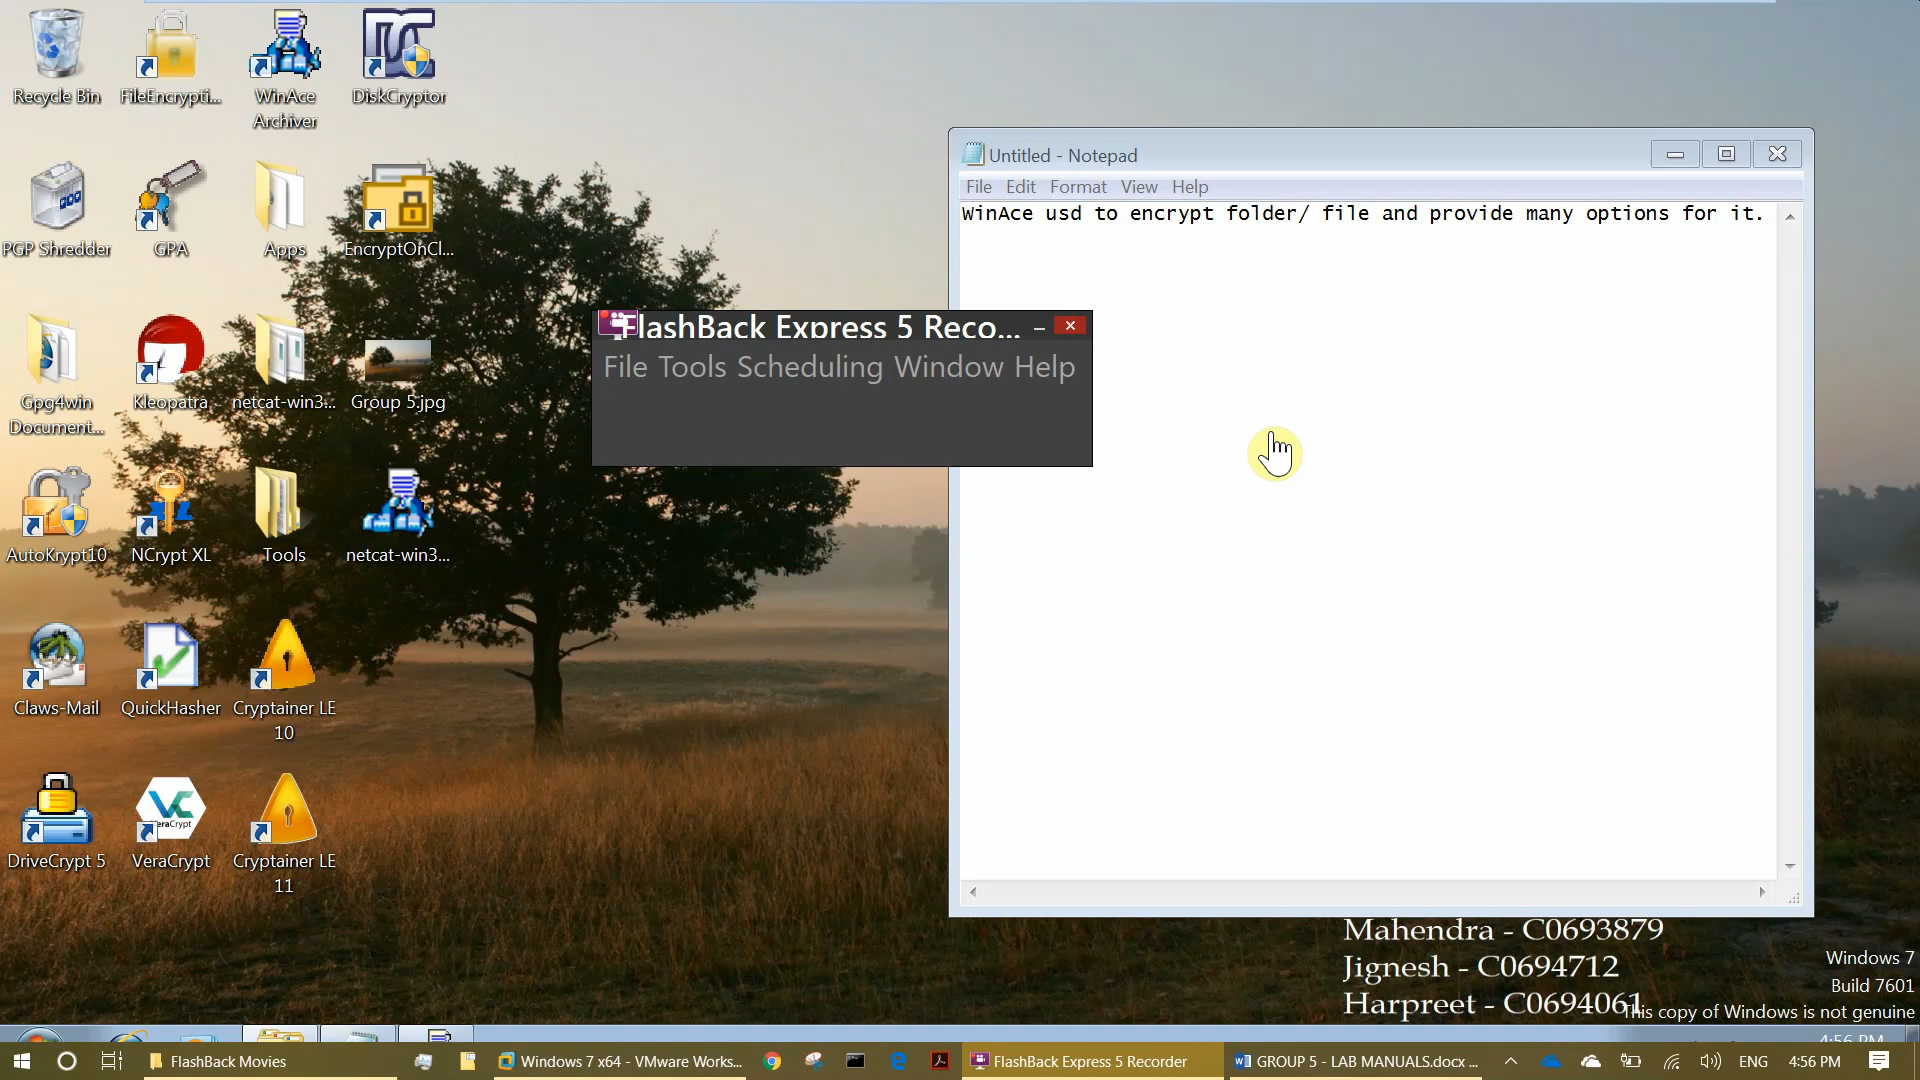 Recycle Bin
FileEncrypti...
WinAce
Archiver
DiskCryptor
PGP Shredder
GPA
Apps
EncryptOnCl...
Gpg4win
Document...
Kleopatra
netcat-win3...
Group 5.jpg
AutoKrypt10
NCrypt XL
Tools
netcat-win3...
Claws-Mail
QuickHasher
Cryptainer LE
10
DriveCrypt 5
VeraCrypt
Cryptainer LE
11
Untitled - Notepad
File Edit Format View Help
WinAce usd to encrypt folder/ file and provide many options for it.
FlashBack Express 5 Reco...
File Tools Scheduling Window Help
Mahendra - C0693879
Jignesh - C0694712
Harpreet - C0694061
Windows 7
Build 7601
This copy of Windows is not genuine
4:56 PM
FlashBack Movies
Windows 7 x64 - VMware Works...
FlashBack Express 5 Recorder
GROUP 5 - LAB MANUALS.docx ...
ENG
4:56 PM